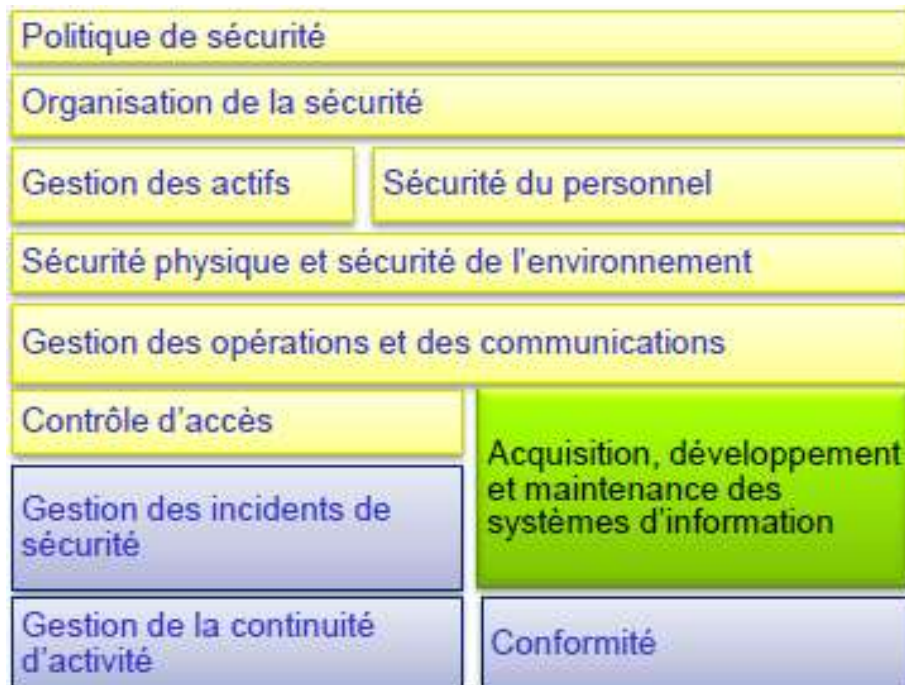 Politique de sécurité
Organisation de la sécurité
Gestion des actifs
Sécurité du personnel
Sécurité physique et sécurité de l'environnement
Gestion des opérations et des communications
Contrôle d'accès
Acquisition, développement
et maintenance des
systèmes d'information
Gestion des incidents de
sécurité
Gestion de la continuité
d'activité
Conformité